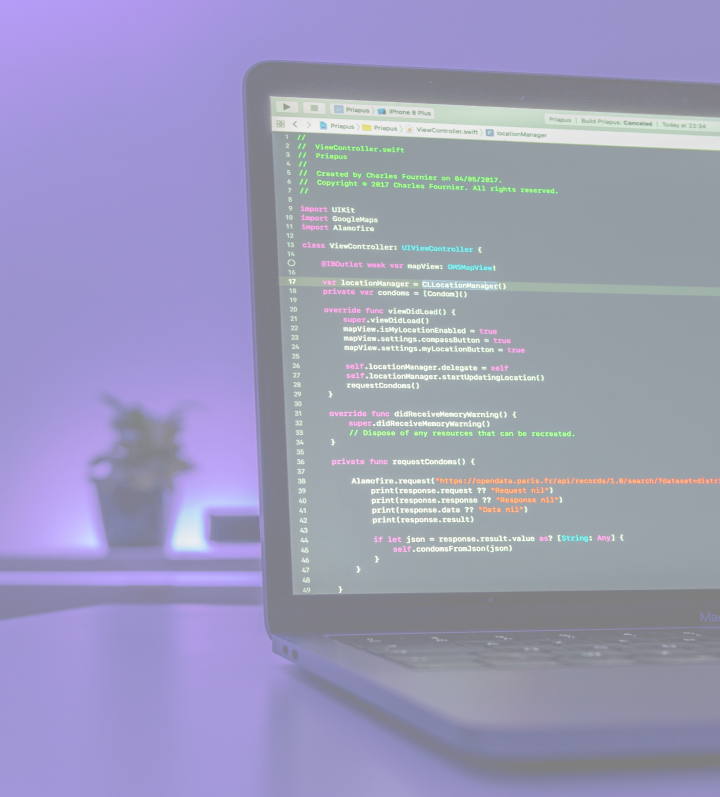 Priapus iPhone 8 Plus Priapus | Build Priapus: Canceled | Today at 22:34
Priapus Priapus ViewController.swift locationManager
1 //
2 // ViewController.swift
3 // Priapus
4 //
5 // Created by Charles Fournier on 04/05/2017.
6 // Copyright © 2017 Charles Fournier. All rights reserved.
7 //
8
9 import UIKit
10 import GoogleMaps
11 import Alamofire
12
13 class ViewController: UIViewController {
14
@IBOutlet weak var mapView: GMSMapView!
16
17 var locationManager = CLLocationManager()
18 private var condoms = [Condom]()
19
20 override func viewDidLoad() {
21 super.viewDidLoad()
22 mapView.isMyLocationEnabled = true
23 mapView.settings.compassButton = true
24 mapView.settings.myLocationButton = true
25
26 self.locationManager.delegate = self
27 self.locationManager.startUpdatingLocation()
28 requestCondoms()
29 }
30
31 override func didReceiveMemoryWarning() {
32 super.didReceiveMemoryWarning()
33 // Dispose of any resources that can be recreated.
34 }
35
36 private func requestCondoms() {
37
38 Alamofire.request("https://opendata.paris.fr/api/records/1.0/search/?dataset=distri
39 print(response.request ?? "Request nil")
40 print(response.response ?? "Response nil")
41 print(response.data ?? "Data nil")
42 print(response.result)
43
44 if let json = response.result.value as? [String: Any] {
45 self.condomsFromJson(json)
46 }
47 }
48
49 }